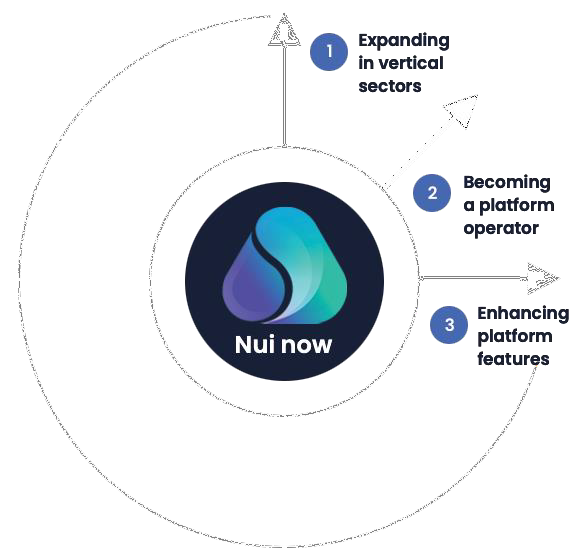 1
Expanding
in vertical
sectors
2
Becoming
a platform
operator
3
Enhancing
platform
features
Nui now